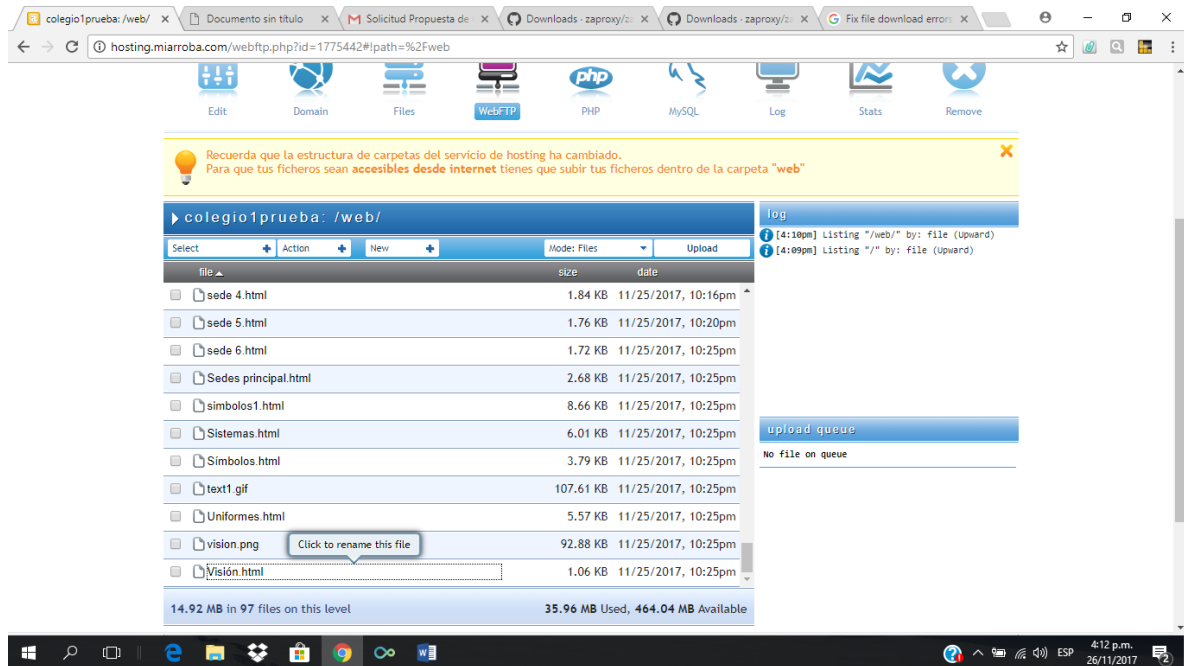 colegio1prueba: /web/
Documento sin título
Solicitud Propuesta de
Downloads · zaproxy/za
Downloads · zaproxy/za
Fix file download errors
hosting.miarroba.com/webftp.php?id=1775442#!path=%2Fweb
Edit Domain Files WebFTP PHP MySQL Log Stats Remove
php
Recuerda que la estructura de carpetas del servicio de hosting ha cambiado.
Para que tus ficheros sean accesibles desde internet tienes que subir tus ficheros dentro de la carpeta "web"
colegio1prueba: /web/
Select Action New Mode: Files Upload
file size date
sede 4.html 1.84 KB 11/25/2017, 10:16pm
sede 5.html 1.76 KB 11/25/2017, 10:20pm
sede 6.html 1.72 KB 11/25/2017, 10:25pm
Sedes principal.html 2.68 KB 11/25/2017, 10:25pm
simbolos1.html 8.66 KB 11/25/2017, 10:25pm
Sistemas.html 6.01 KB 11/25/2017, 10:25pm
Símbolos.html 3.79 KB 11/25/2017, 10:25pm
text1.gif 107.61 KB 11/25/2017, 10:25pm
Uniformes.html 5.57 KB 11/25/2017, 10:25pm
vision.png 92.88 KB 11/25/2017, 10:25pm
Click to rename this file
Visión.html 1.06 KB 11/25/2017, 10:25pm
14.92 MB in 97 files on this level 35.96 MB Used, 464.04 MB Available
log
[4:10pm] Listing "/web/" by: file (Upward)
[4:09pm] Listing "/" by: file (Upward)
upload queue
No file on queue
ESP
4:12 p.m.
26/11/2017
2